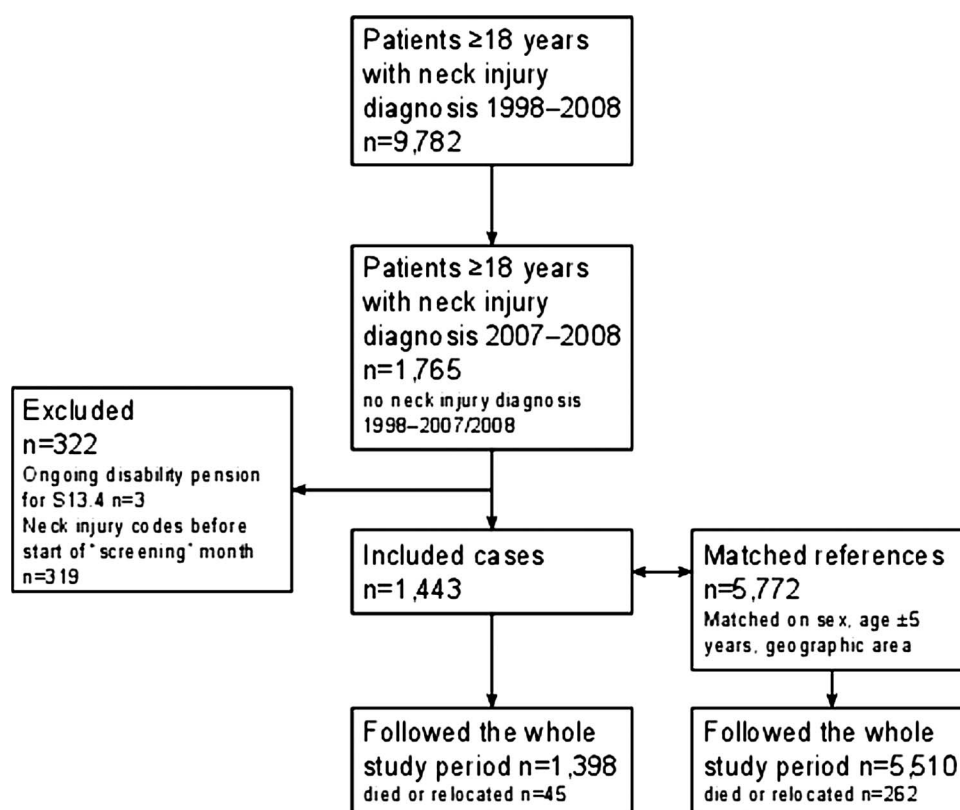 Patients ≥18 years
with neck injury
diagnosis 1998–2008
n=9,782
Patients ≥18 years
with neck injury
diagnosis 2007–2008
n=1,765
no neck injury diagnosis
1998–2007/2008
Excluded
n=322
Ongoing disability pension
for S13.4 n=3
Neck injury codes before
start of "screening" month
n=319
Included cases
n=1,443
Matched references
n=5,772
Matched on sex, age ±5
years, geographic area
Followed the whole
study period n=1,398
died or relocated n=45
Followed the whole
study period n=5,510
died or relocated n=262